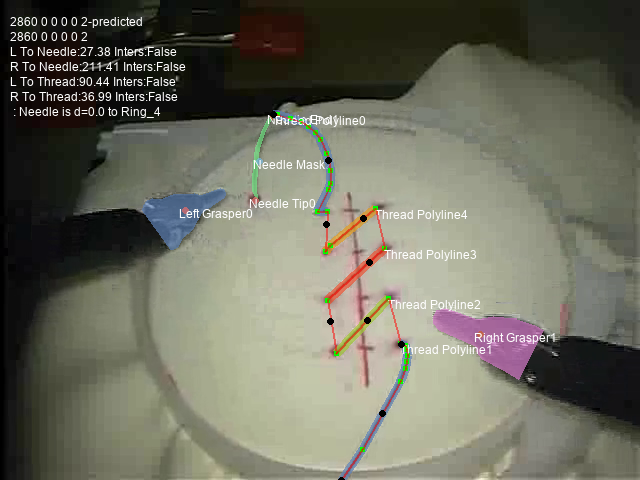 2860 0 0 0 0 2-predicted
2860 0 0 0 0 2
L To Needle:27.38 Inters:False
R To Needle:211.41 Inters:False
L To Thread:90.44 Inters:False
R To Thread:36.99 Inters:False
: Needle is d=0.0 to Ring_4
Thread Polyline0
Needle Mask
Needle Tip0
Left Grasper0
Thread Polyline4
Thread Polyline3
Thread Polyline2
Right Grasper1
Thread Polyline1